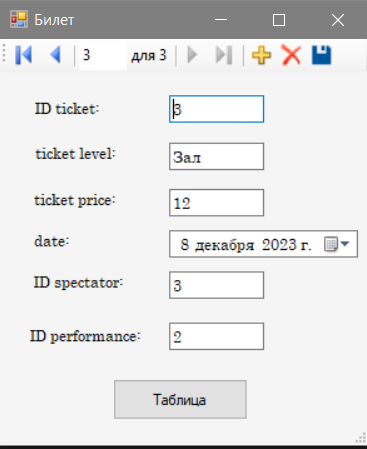 Билет
3 для 3
ID ticket: 3
ticket level: Зал
ticket price: 12
date: 8 декабря 2023 г.
ID spectator: 3
ID performance: 2
Таблица